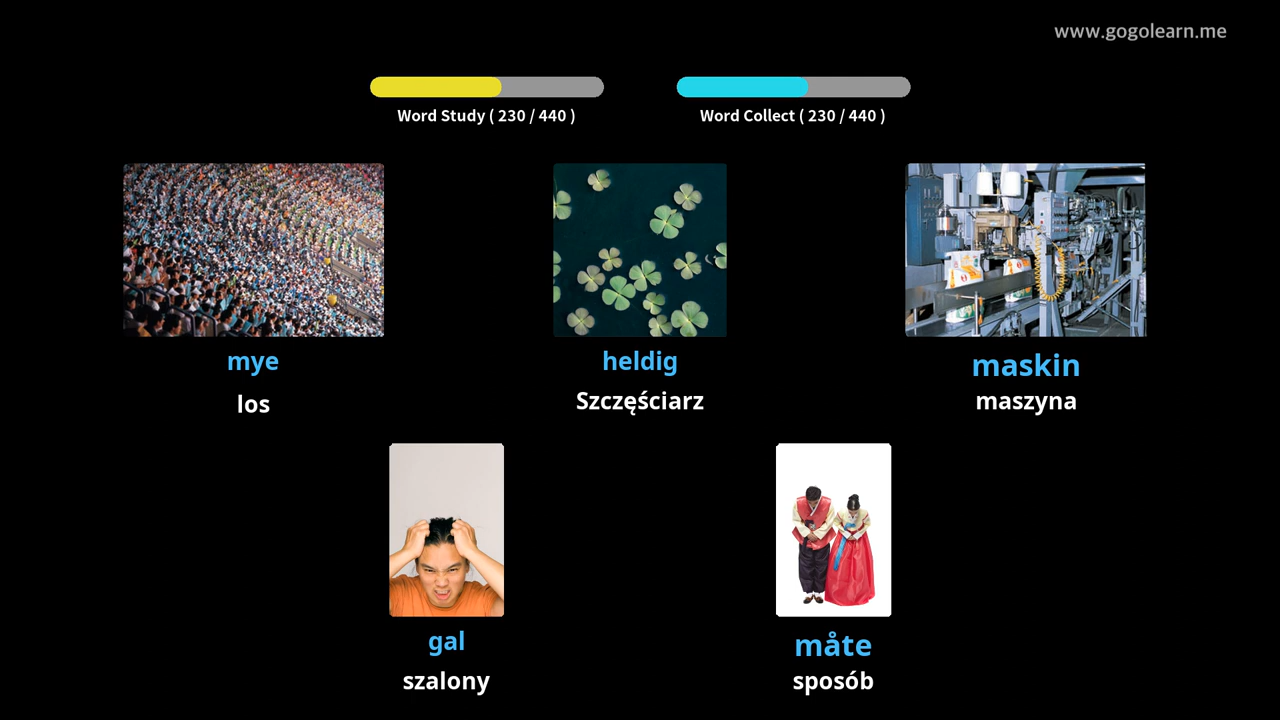 www.gogolearn.me
Word Study ( 230 / 440 )
Word Collect ( 230 / 440 )
mye
heldig
maskin
los
Szczęściarz
maszyna
gal
måte
szalony
sposób